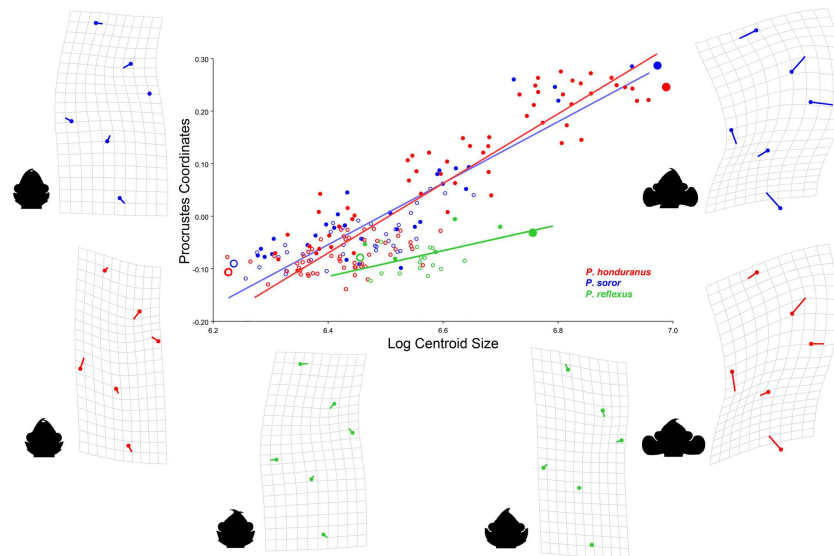 Procrustes Coordinates
0.30
0.20
0.10
0.00
-0.10
-0.20
6.2
6.4
6.6
6.8
7.0
Log Centroid Size
P. honduranus
P. soror
P. reflexus